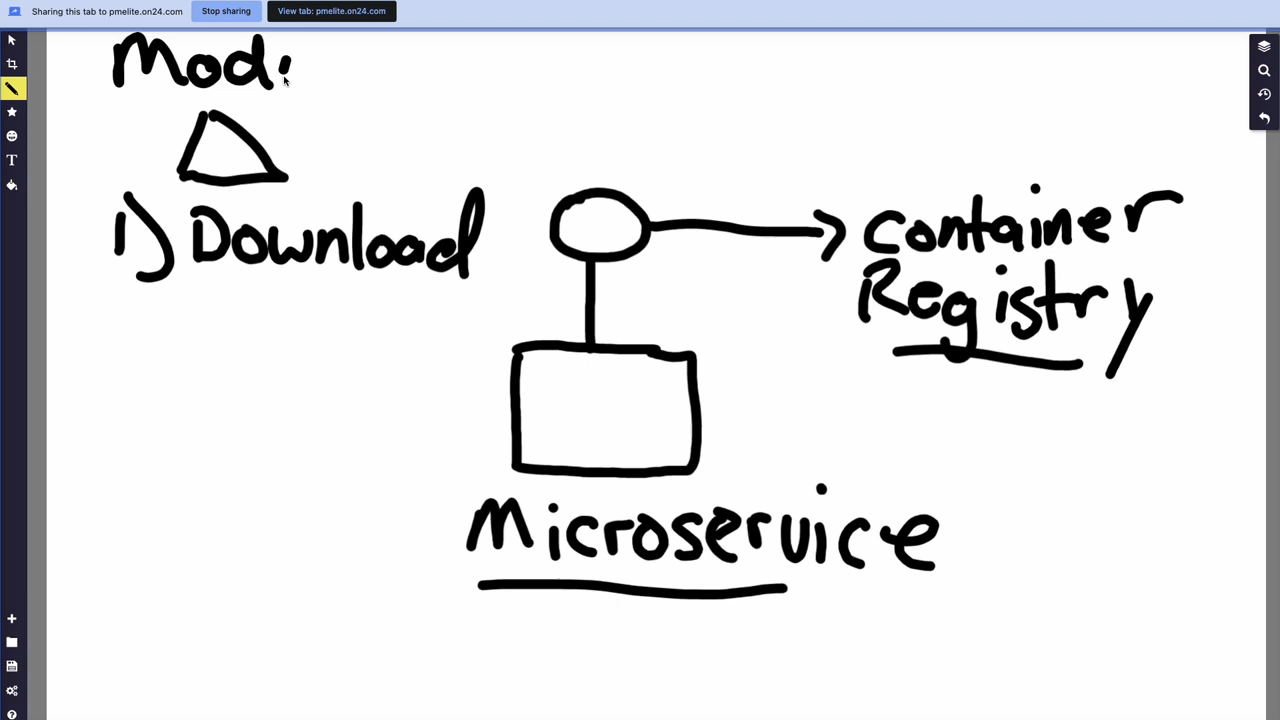 Sharing this tab to pmelite.on24.com
Stop sharing
View tab: pmelite.on24.com
Mod.
1) Download
Container
Registry
Microservice
T
?